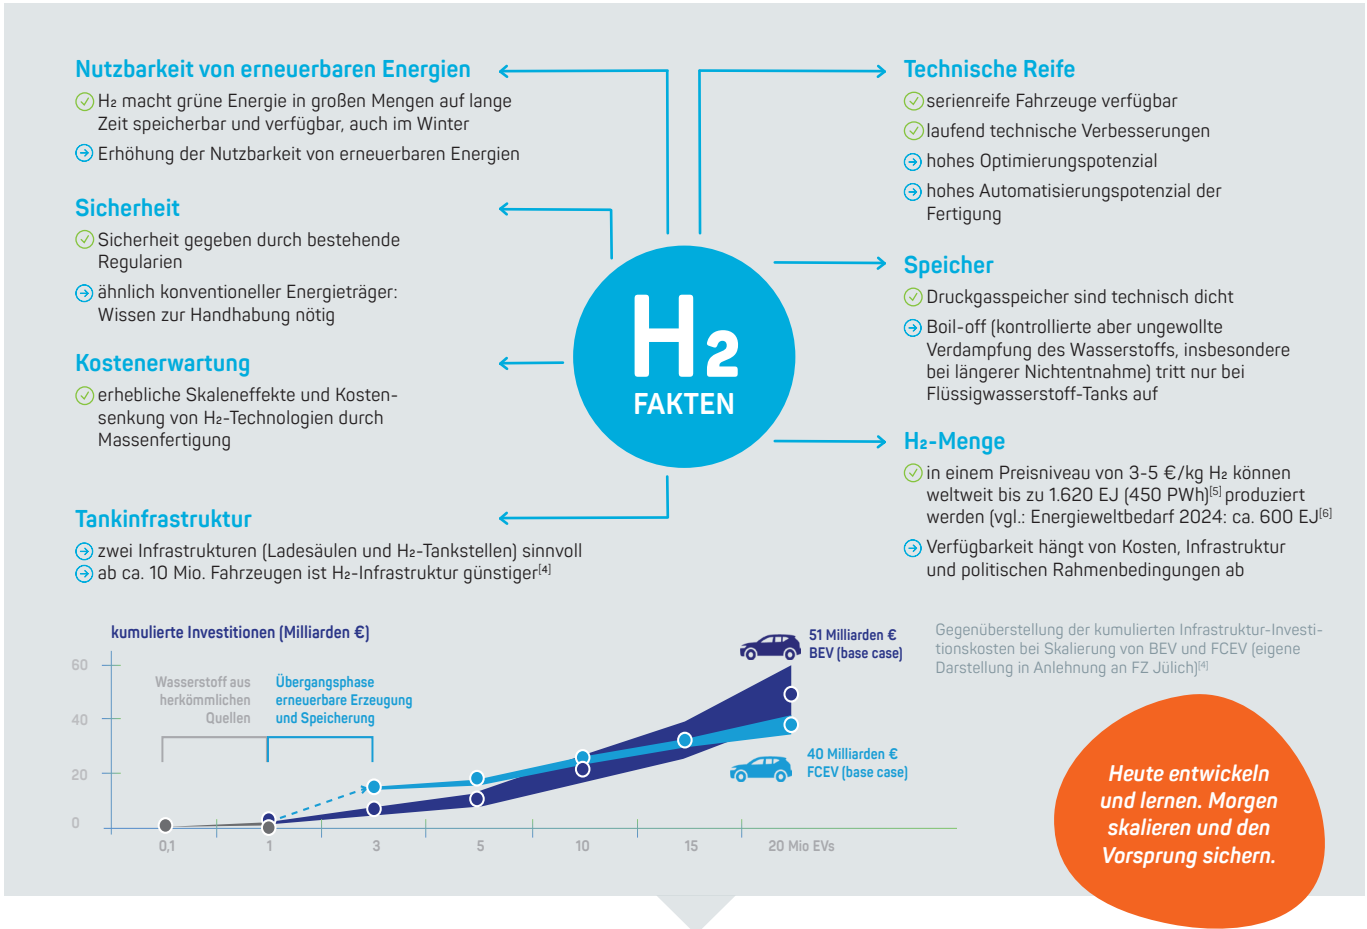 Nutzbarkeit von erneuerbaren Energien
H₂ macht grüne Energie in großen Mengen auf lange
Zeit speicherbar und verfügbar, auch im Winter
Erhöhung der Nutzbarkeit von erneuerbaren Energien
Sicherheit
Sicherheit gegeben durch bestehende
Regularien
ähnlich konventioneller Energieträger:
Wissen zur Handhabung nötig
Kostenerwartung
erhebliche Skaleneffekte und Kosten-
senkung von H₂-Technologien durch
Massenfertigung
Tankinfrastruktur
zwei Infrastrukturen (Ladesäulen und H₂-Tankstellen) sinnvoll
ab ca. 10 Mio. Fahrzeugen ist H₂-Infrastruktur günstiger[4]
H₂
FAKTEN
Technische Reife
serienreife Fahrzeuge verfügbar
laufend technische Verbesserungen
hohes Optimierungspotenzial
hohes Automatisierungspotenzial der
Fertigung
Speicher
Druckgasspeicher sind technisch dicht
Boil-off (kontrollierte aber ungewollte
Verdampfung des Wasserstoffs, insbesondere
bei längerer Nichtentnahme) tritt nur bei
Flüssigwasserstoff-Tanks auf
H₂-Menge
in einem Preisniveau von 3-5 €/kg H₂ können
weltweit bis zu 1.620 EJ (450 PWh)[5] produziert
werden (vgl.: Energieweltbedarf 2024: ca. 600 EJ[6]
Verfügbarkeit hängt von Kosten, Infrastruktur
und politischen Rahmenbedingungen ab
kumulierte Investitionen (Milliarden €)
60
40
20
0
Wasserstoff aus
herkömmlichen
Quellen
Übergangsphase
erneuerbare Erzeugung
und Speicherung
51 Milliarden €
BEV (base case)
40 Milliarden €
FCEV (base case)
0,1
1
3
5
10
15
20 Mio EVs
Gegenüberstellung der kumulierten Infrastruktur-Investi-
tionskosten bei Skalierung von BEV und FCEV (eigene
Darstellung in Anlehnung an FZ Jülich)[4]
Heute entwickeln
und lernen. Morgen
skalieren und den
Vorsprung sichern.